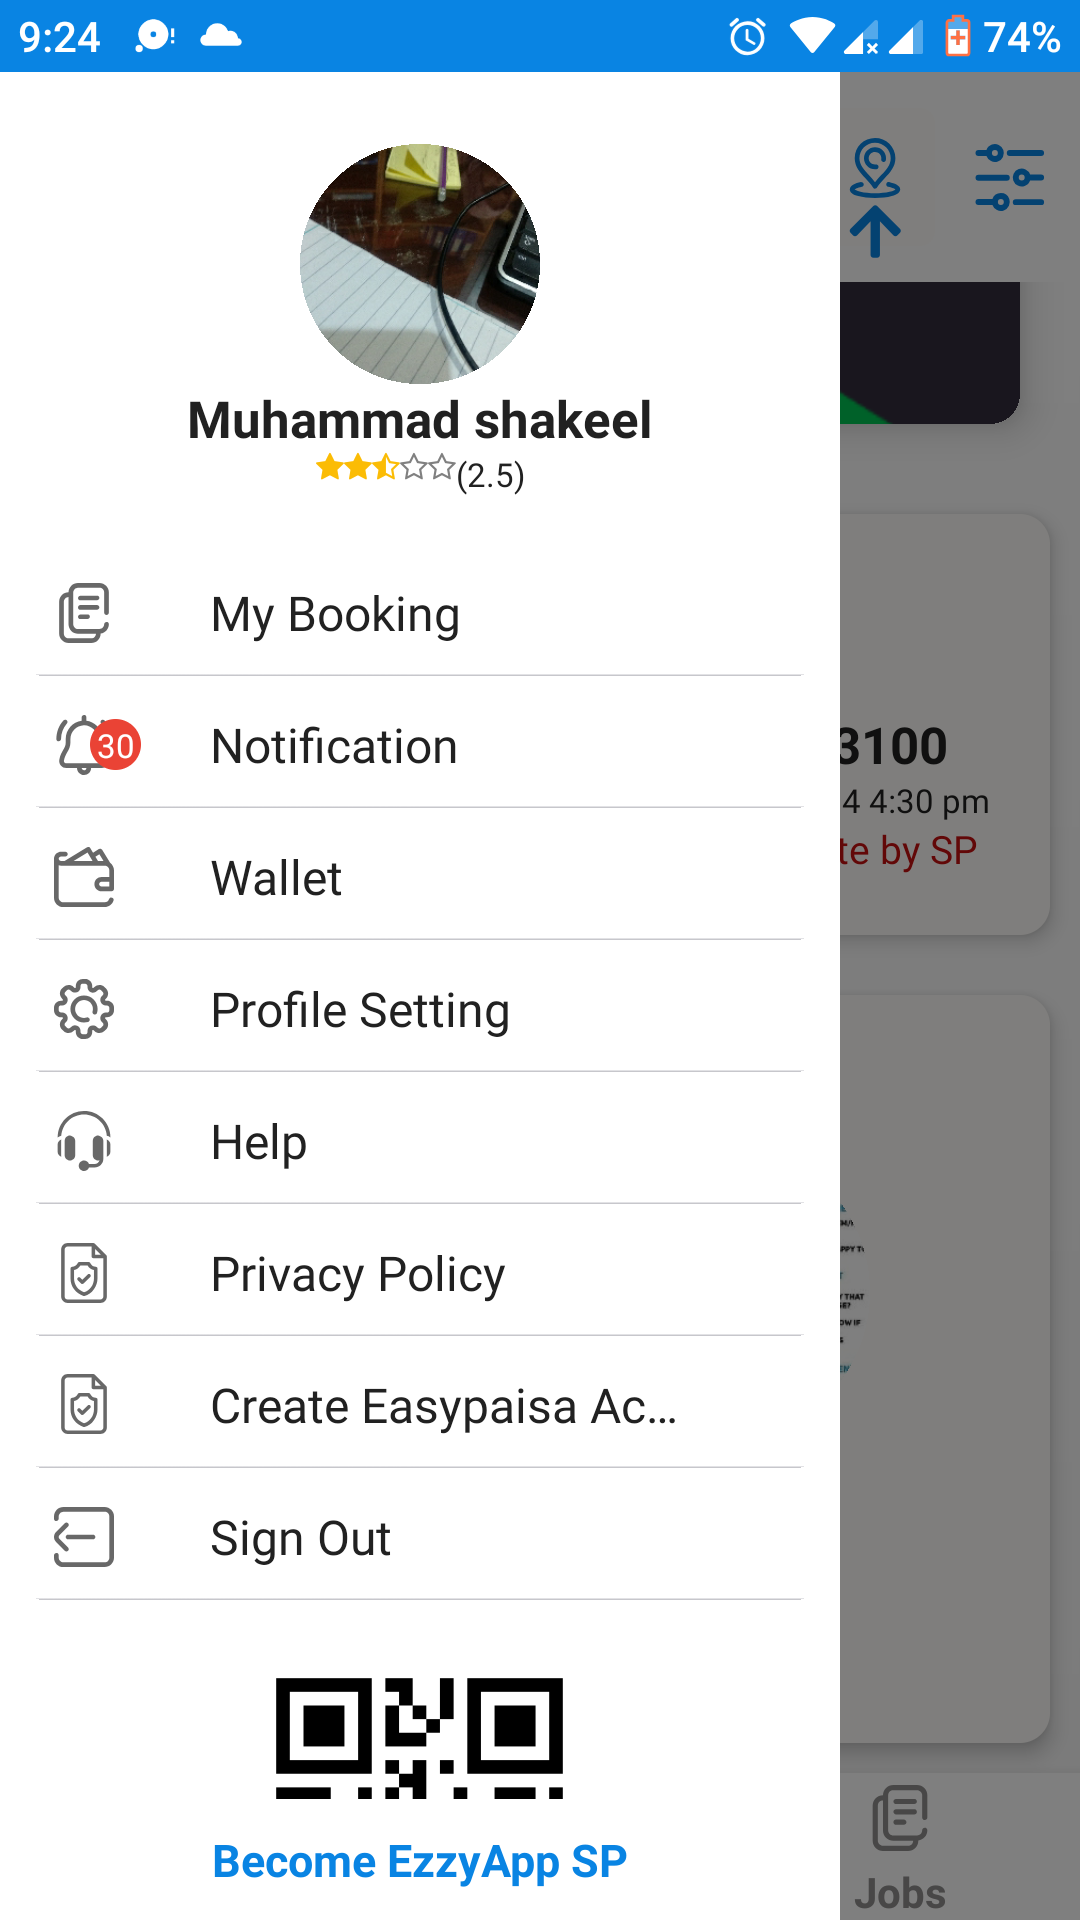 9:24
74%
Muhammad shakeel
(2.5)
My Booking
30
Notification
3100
4 4:30 pm
Wallet
te by SP
Profile Setting
Help
Privacy Policy
Create Easypaisa Ac...
Sign Out
Become EzzyApp SP
Jobs